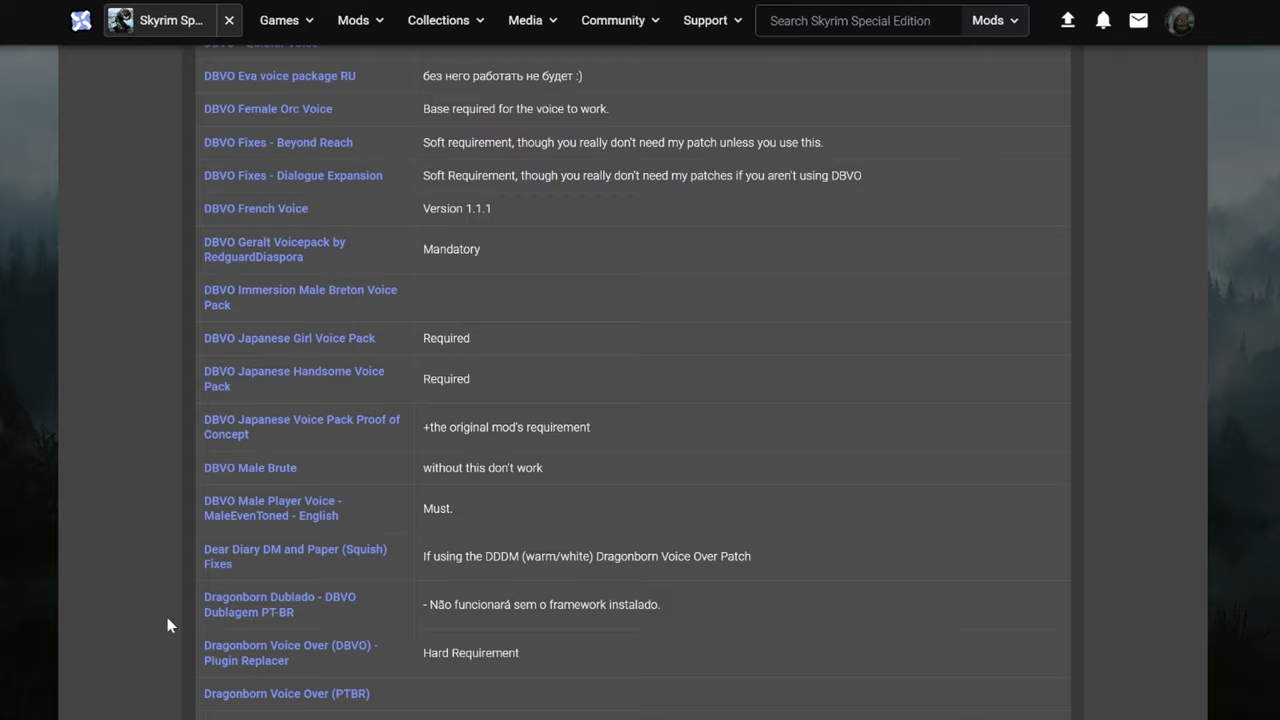 Skyrim Sp...
Games
Mods
Collections
Media
Community
Support
Search Skyrim Special Edition
Mods
DBVO Eva voice package RU
без него работать не будет :)
DBVO Female Orc Voice
Base required for the voice to work.
DBVO Fixes - Beyond Reach
Soft requirement, though you really don't need my patch unless you use this.
DBVO Fixes - Dialogue Expansion
Soft Requirement, though you really don't need my patches if you aren't using DBVO
DBVO French Voice
Version 1.1.1
DBVO Geralt Voicepack by
RedguardDiaspora
Mandatory
DBVO Immersion Male Breton Voice
Pack
DBVO Japanese Girl Voice Pack
Required
DBVO Japanese Handsome Voice
Pack
Required
DBVO Japanese Voice Pack Proof of
Concept
+the original mod's requirement
DBVO Male Brute
without this don't work
DBVO Male Player Voice -
MaleEvenToned - English
Must.
Dear Diary DM and Paper (Squish)
Fixes
If using the DDDM (warm/white) Dragonborn Voice Over Patch
Dragonborn Dublado - DBVO
Dublagem PT-BR
- Não funcionará sem o framework instalado.
Dragonborn Voice Over (DBVO) -
Plugin Replacer
Hard Requirement
Dragonborn Voice Over (PTBR)